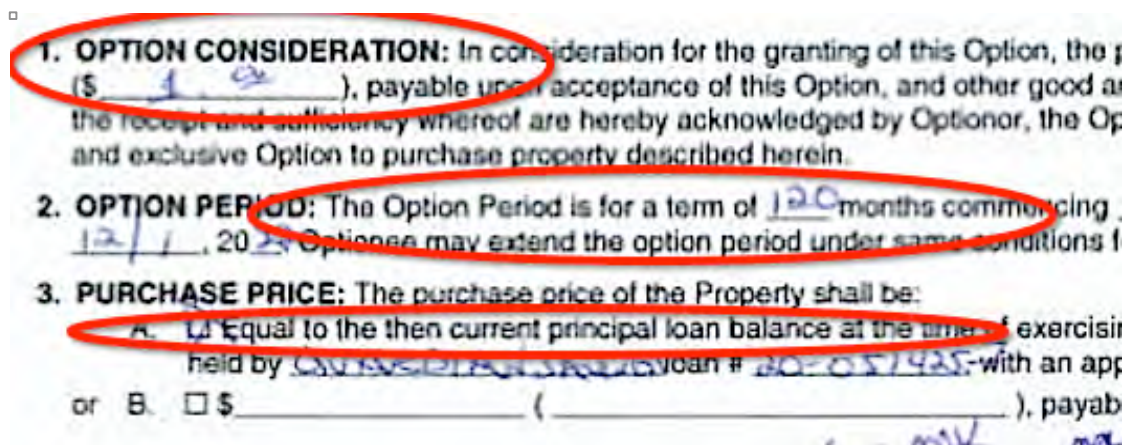 1. OPTION CONSIDERATION: In consideration for the granting of this Option, the p
($ 1 ), payable upon acceptance of this Option, and other good a
the receipt and sufficiency whereof are hereby acknowledged by Optionor, the Op
and exclusive Option to purchase property described herein.
2. OPTION PERIOD: The Option Period is for a term of 120 months commencing
12/1, 20 Optionee may extend the option period under same conditions f
3. PURCHASE PRICE: The purchase price of the Property shall be:
A. Equal to the then current principal loan balance at the time of exercisi
held by loan # 20-051425 with an app
or B. ☐ $ ( ), payab